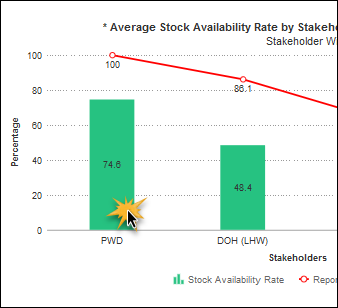 * Average Stock Availability Rate by Stakeho
Stakeholder W
100
80
60
40
20
0
Percentage
100
86.1
74.6
48.4
PWD
DOH (LHW)
Stakeholders
Stock Availability Rate
Repor